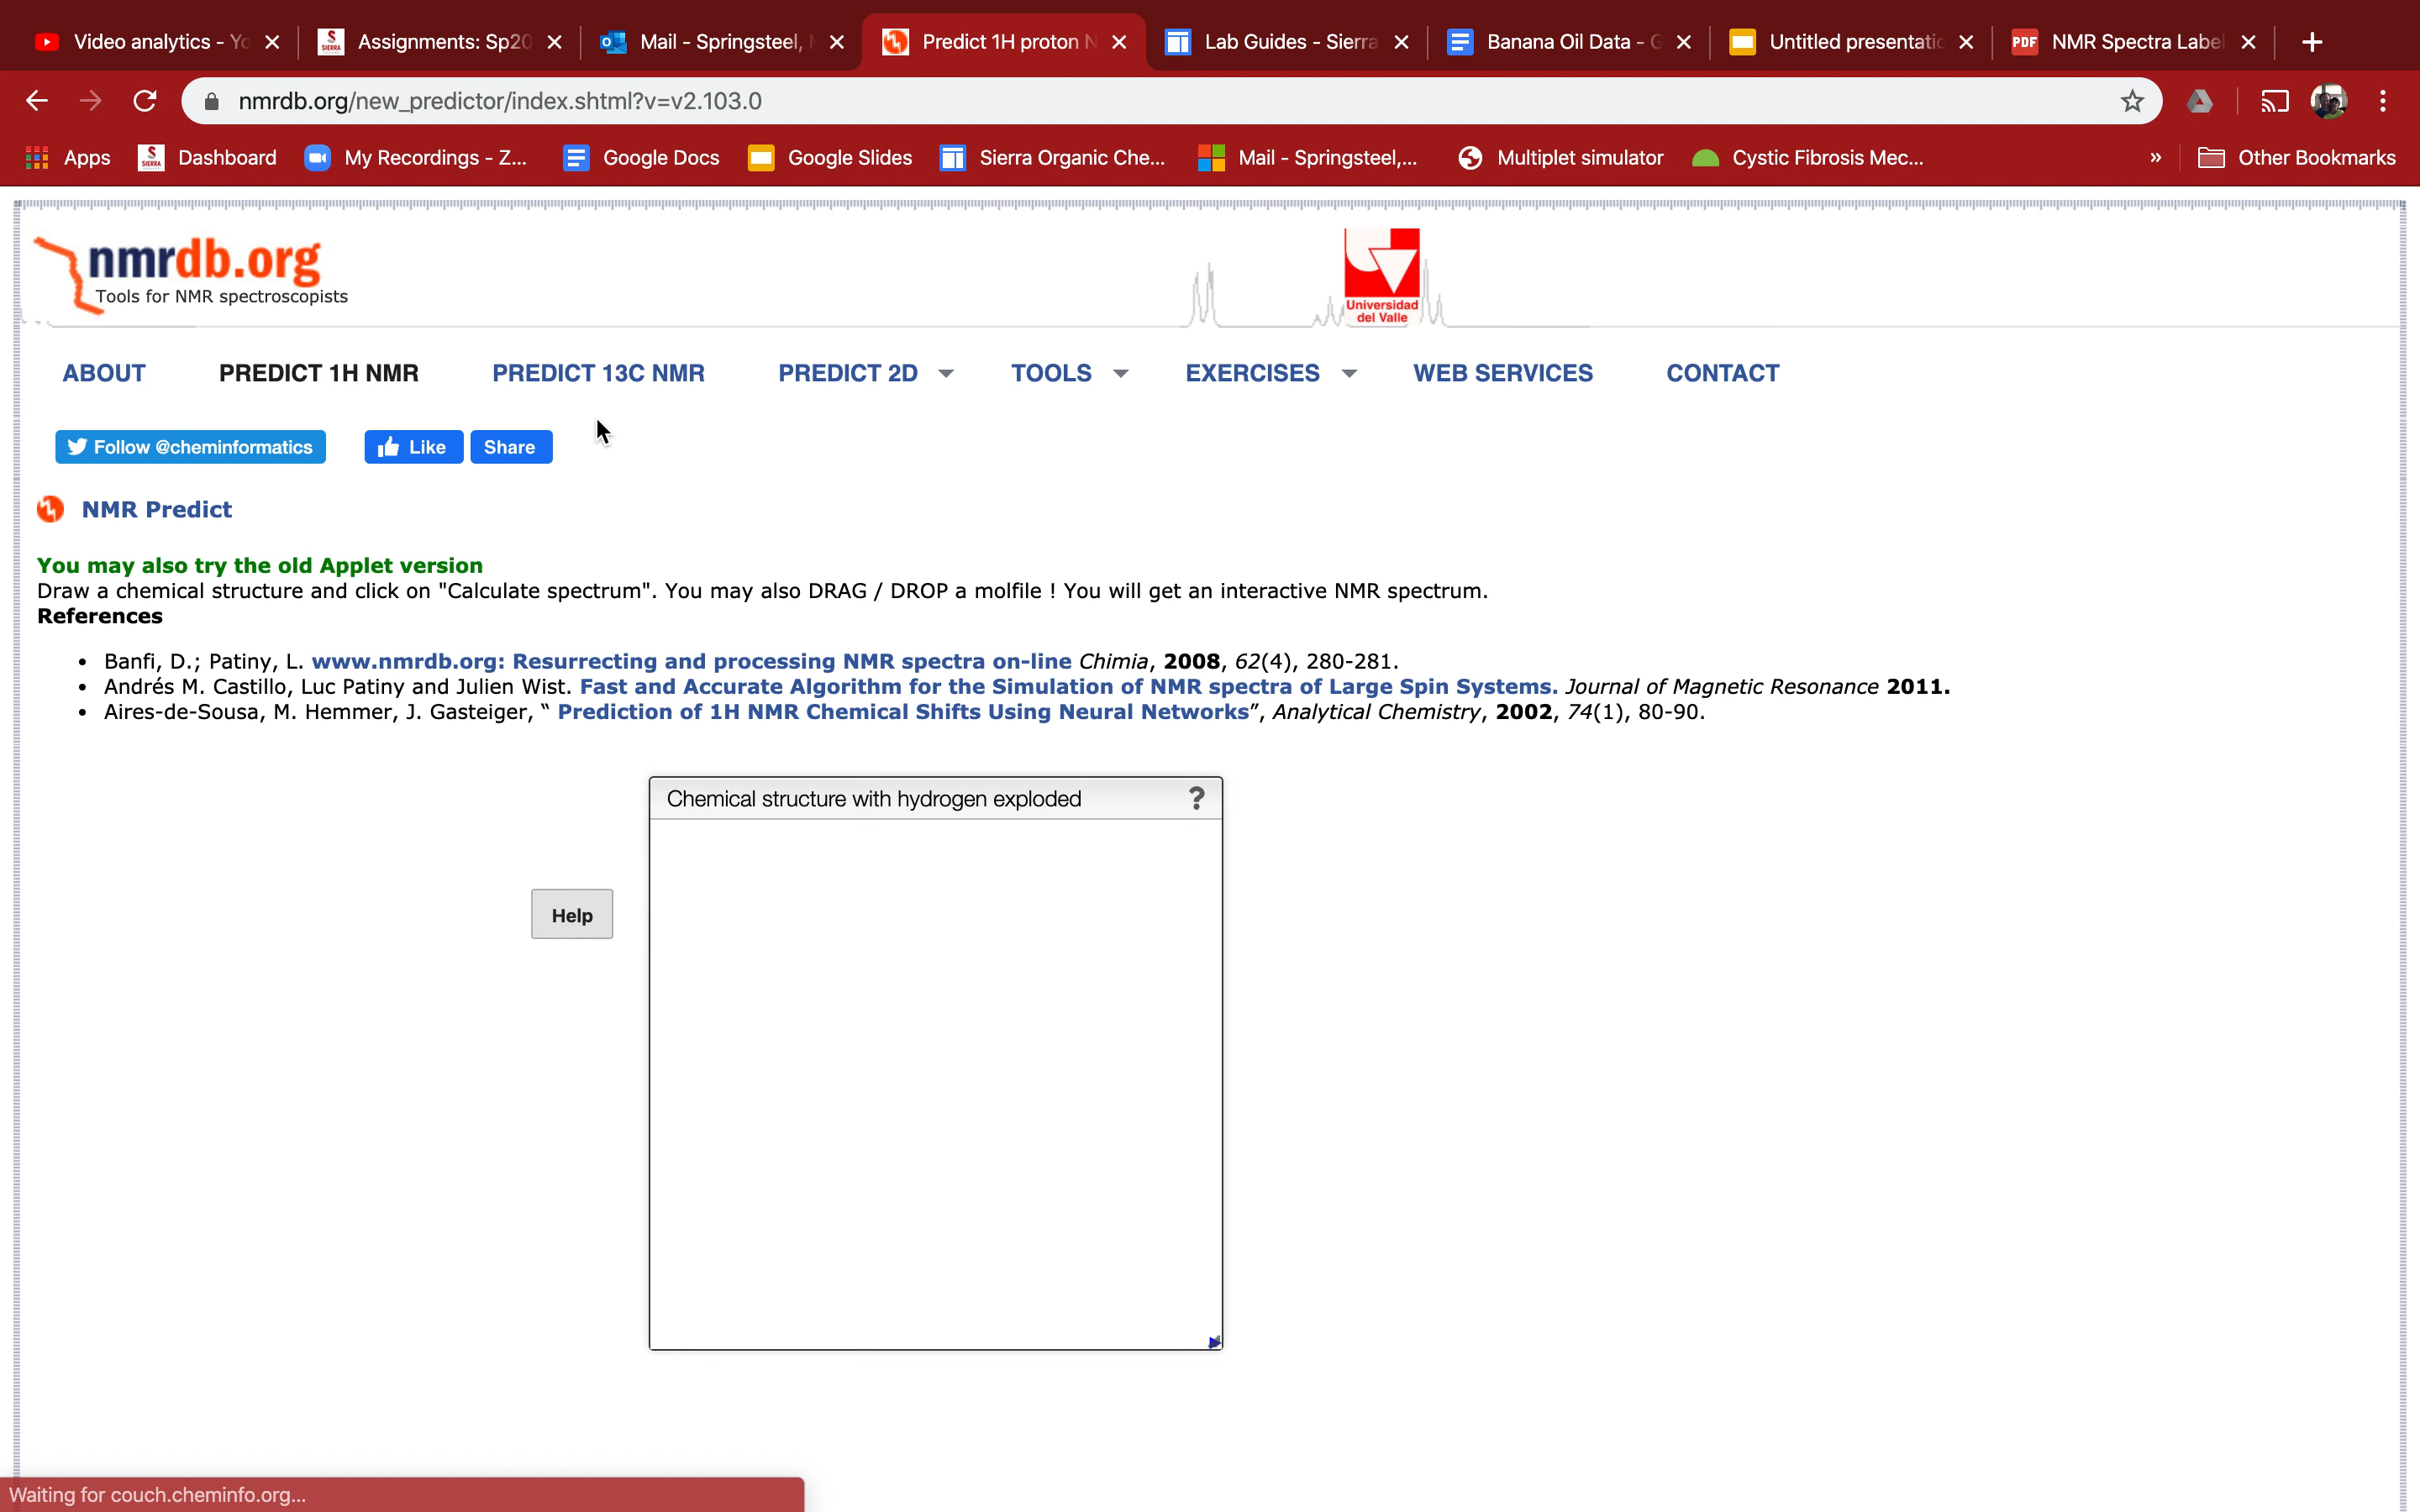 Video analytics - Yo
Assignments: Sp20
Mail - Springsteel,
Predict 1H proton N
Lab Guides - Sierra
Banana Oil Data - G
Untitled presentatio
PDF NMR Spectra Label
nmrdb.org/new_predictor/index.shtml?v=v2.103.0
Apps
SIERRA Dashboard
My Recordings - Z...
Google Docs
Google Slides
Sierra Organic Che...
Mail - Springsteel,...
Multiplet simulator
Cystic Fibrosis Mec...
»
Other Bookmarks
nmrdb.org
Tools for NMR spectroscopists
Universidad
del Valle
ABOUT PREDICT 1H NMR PREDICT 13C NMR PREDICT 2D TOOLS EXERCISES WEB SERVICES CONTACT
Follow @cheminformatics Like Share
NMR Predict
You may also try the old Applet version
Draw a chemical structure and click on "Calculate spectrum". You may also DRAG / DROP a molfile ! You will get an interactive NMR spectrum.
References
• Banfi, D.; Patiny, L. www.nmrdb.org: Resurrecting and processing NMR spectra on-line Chimia, 2008, 62(4), 280-281.
• Andrés M. Castillo, Luc Patiny and Julien Wist. Fast and Accurate Algorithm for the Simulation of NMR spectra of Large Spin Systems. Journal of Magnetic Resonance 2011.
• Aires-de-Sousa, M. Hemmer, J. Gasteiger, “ Prediction of 1H NMR Chemical Shifts Using Neural Networks”, Analytical Chemistry, 2002, 74(1), 80-90.
Chemical structure with hydrogen exploded ?
Help
Waiting for couch.cheminfo.org...